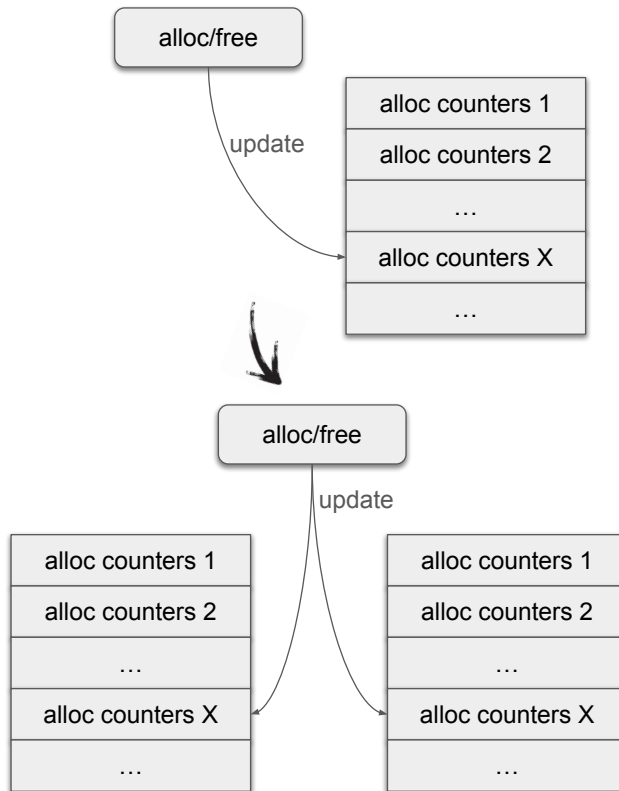 alloc/free
update
alloc counters 1
alloc counters 2
…
alloc counters X
…
alloc/free
update
alloc counters 1
alloc counters 2
…
alloc counters X
…
alloc counters 1
alloc counters 2
…
alloc counters X
…